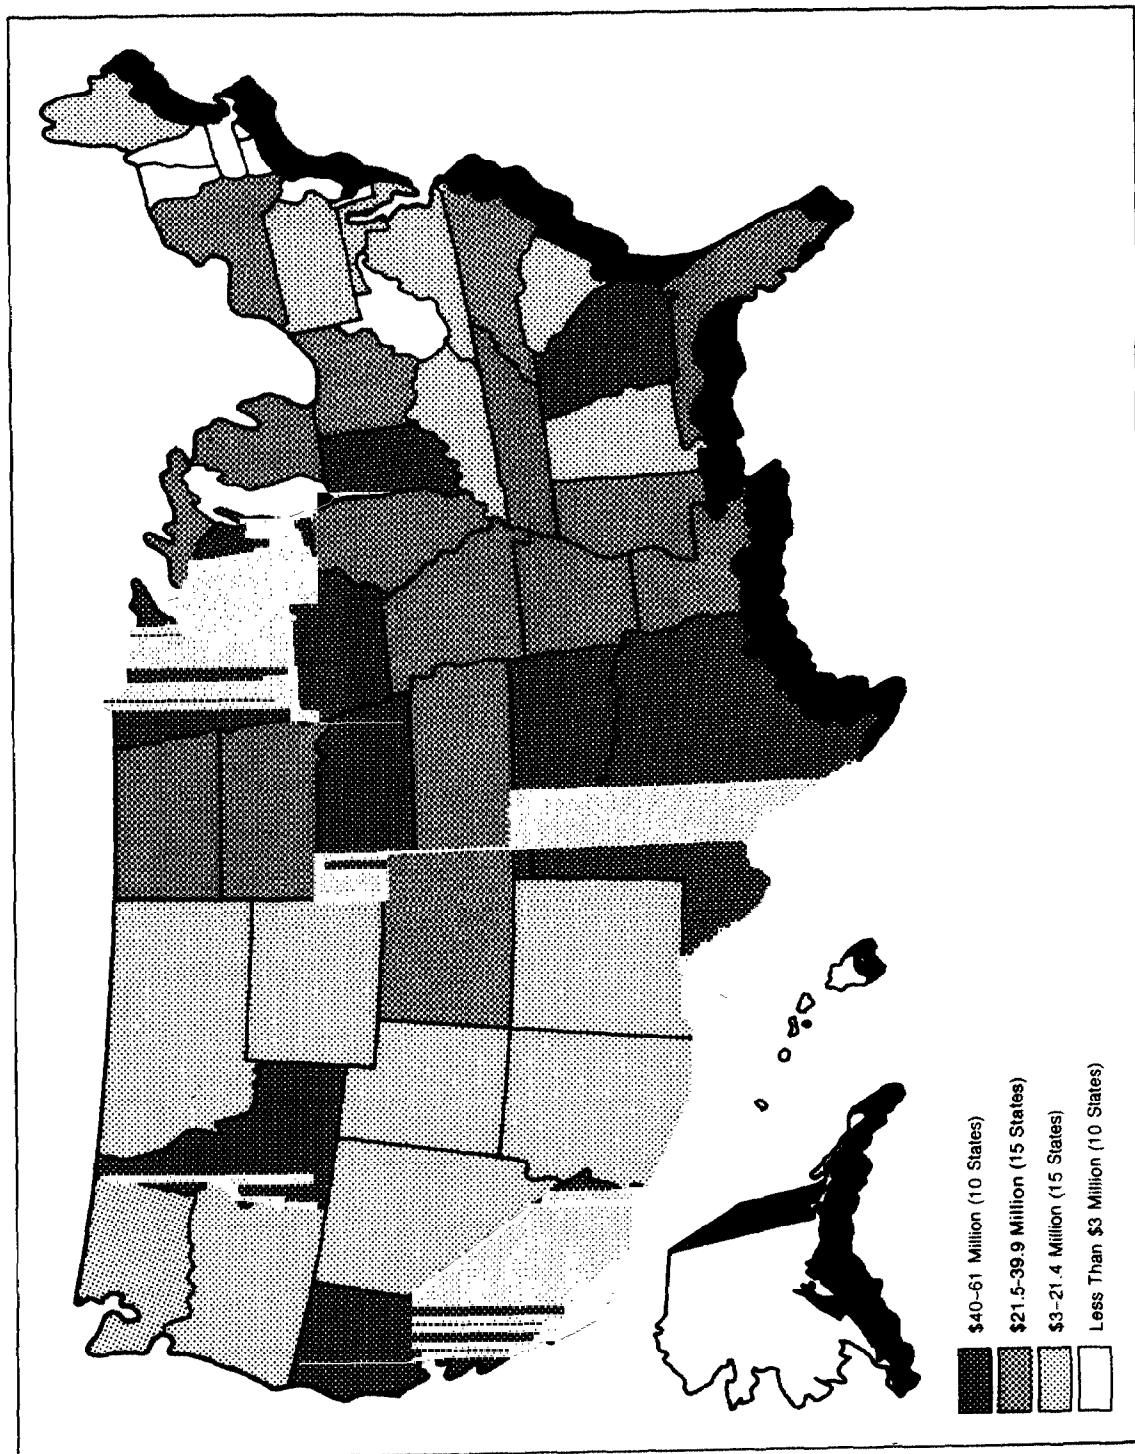 $40-61 Million (10 States)
$21.5-39.9 Million (15 States)
$3-21.4 Million (15 States)
Less Than $3 Million (10 States)